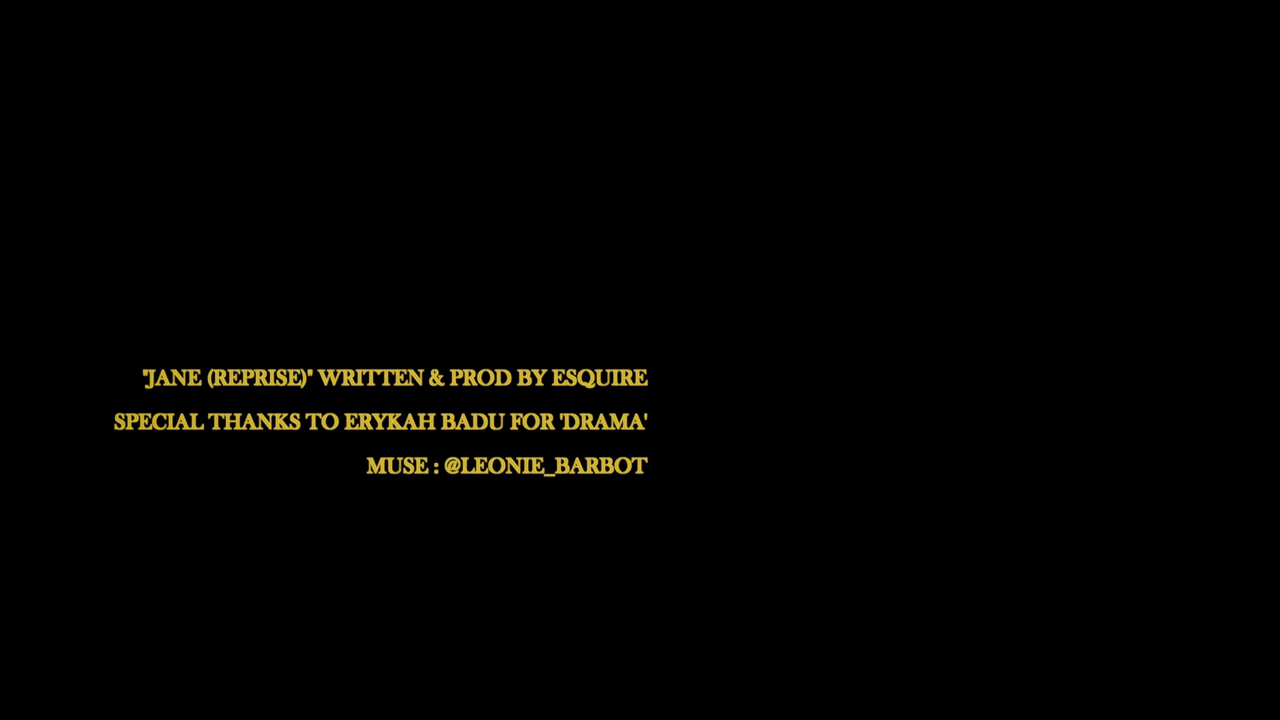 "JANE (REPRISE)" WRITTEN & PROD BY ESQUIRE
SPECIAL THANKS TO ERYKAH BADU FOR 'DRAMA'
MUSE : @LEONIE_BARBOT